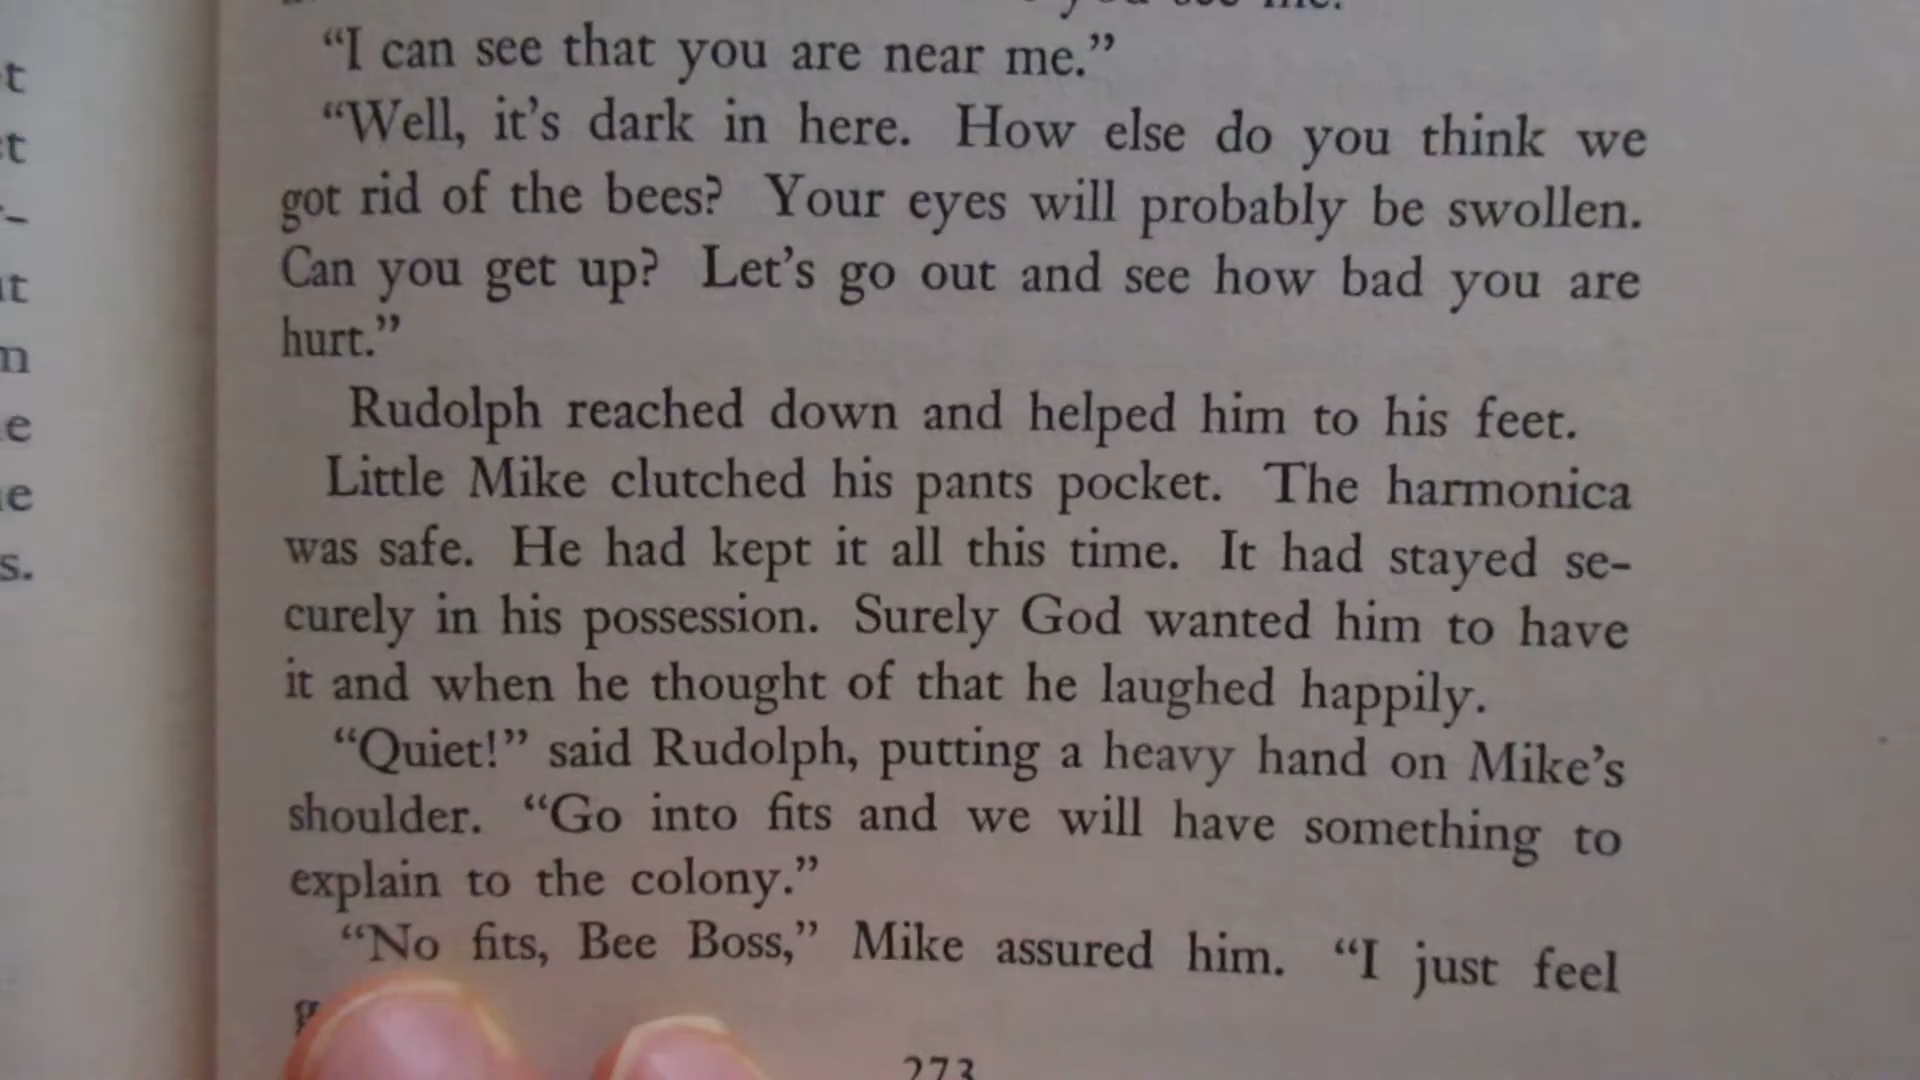 "I can see that you are near me."
"Well, it's dark in here. How else do you think we
got rid of the bees? Your eyes will probably be swollen.
Can you get up? Let's go out and see how bad you are
hurt."
Rudolph reached down and helped him to his feet.
Little Mike clutched his pants pocket. The harmonica
was safe. He had kept it all this time. It had stayed se-
curely in his possession. Surely God wanted him to have
it and when he thought of that he laughed happily.
"Quiet!" said Rudolph, putting a heavy hand on Mike's
shoulder. "Go into fits and we will have something to
explain to the colony."
"No fits, Bee Boss," Mike assured him. "I just feel
273